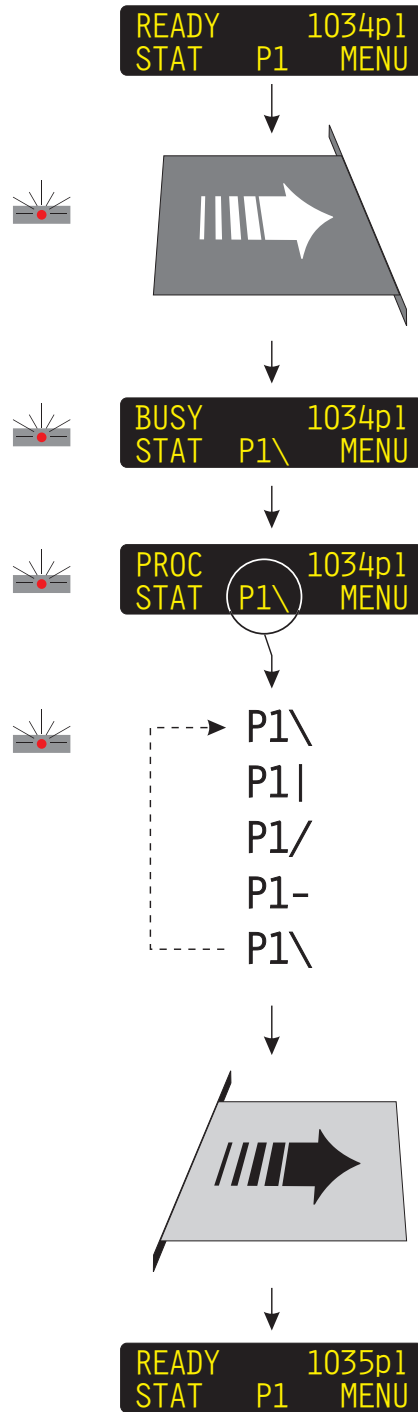 READY 1034pl
STAT P1 MENU
BUSY 1034pl
STAT P1\ MENU
PROC 1034pl
STAT P1\ MENU
P1\
P1|
P1/
P1-
P1\
READY 1035pl
STAT P1 MENU